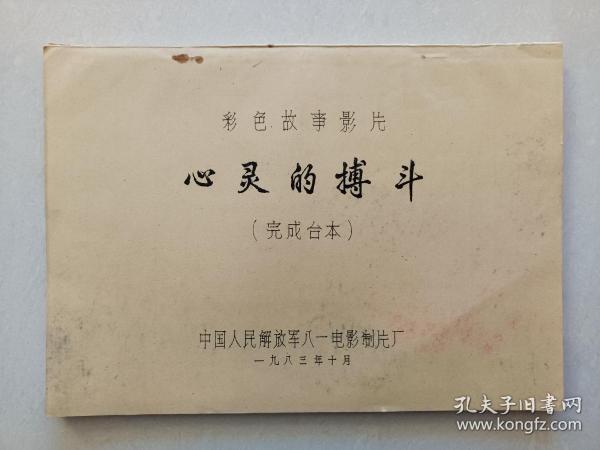 彩色故事影片
心灵的搏斗
(完成台本)
中国人民解放军八一电影制片厂
一九八三年十月
孔夫子旧书网
www.kongfz.com